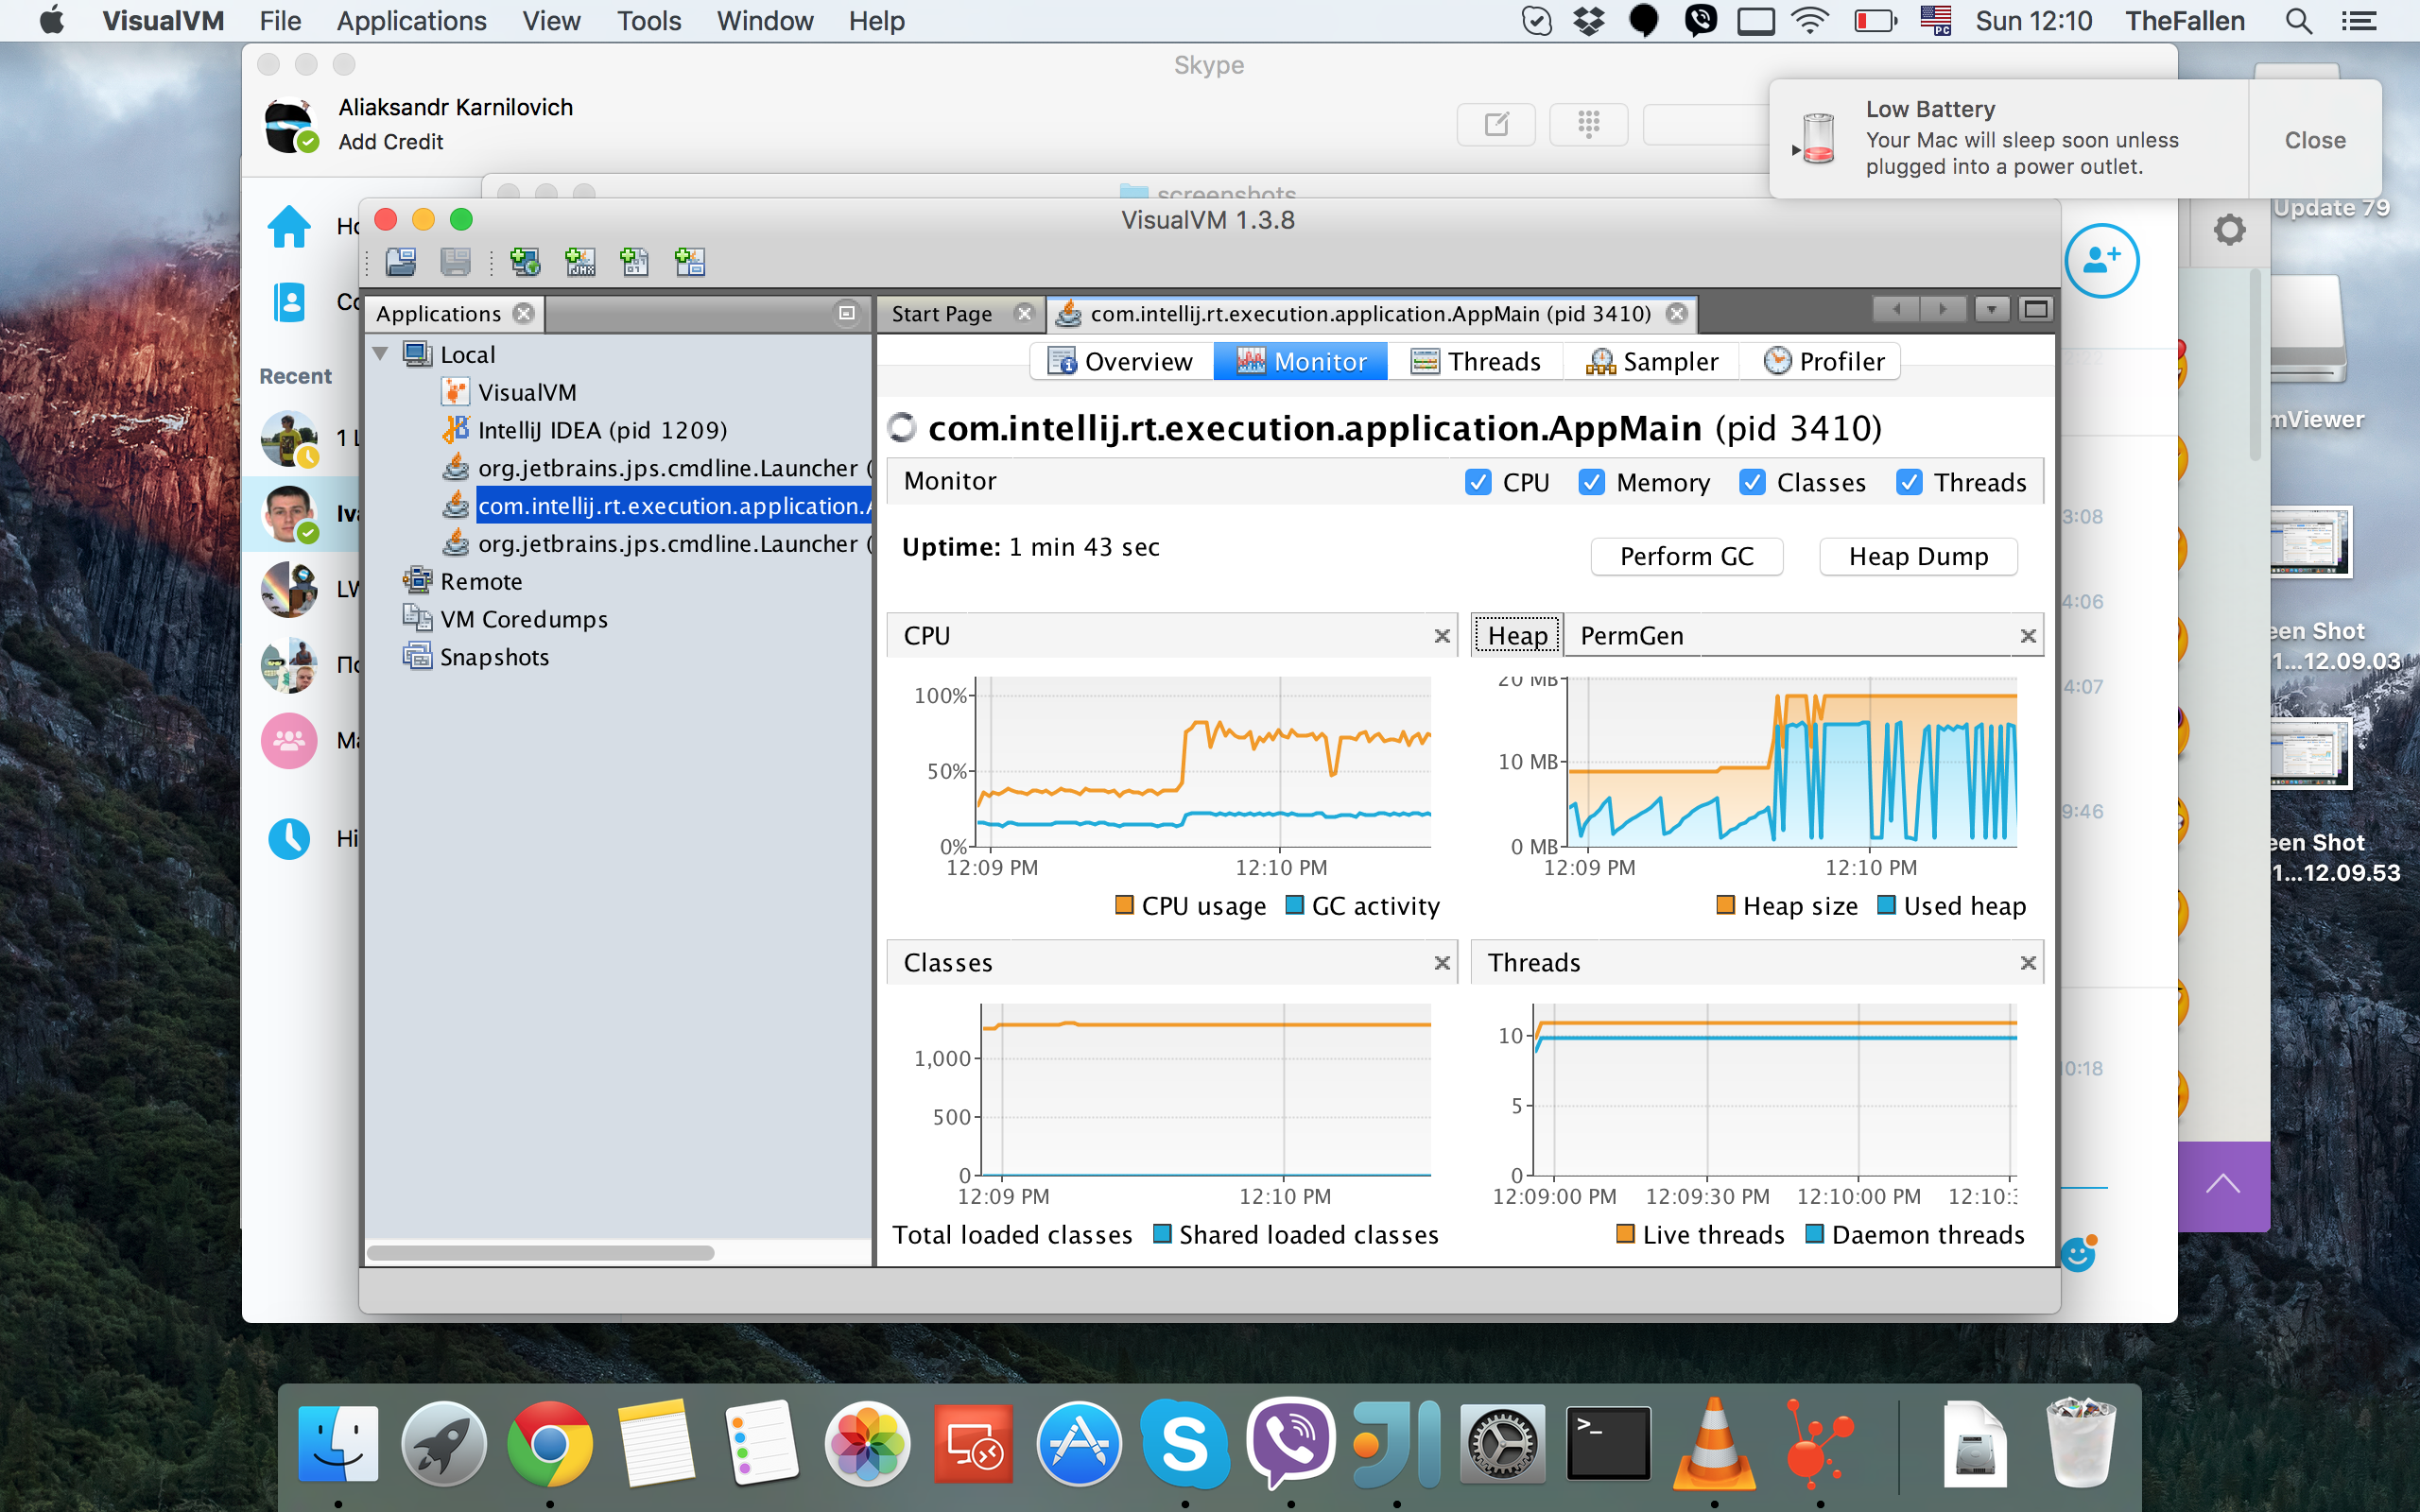 VisualVM File Applications View Tools Window Help
PC Sun 12:10 TheFallen
Skype
Aliaksandr Karnilovich
Add Credit
Low Battery
Your Mac will sleep soon unless
plugged into a power outlet.
Close
screenshots
Update 79
VisualVM 1.3.8
JMX
Applications
Start Page
com.intellij.rt.execution.application.AppMain (pid 3410)
Recent
Local
VisualVM
IntelliJ IDEA (pid 1209)
org.jetbrains.jps.cmdline.Launcher (
com.intellij.rt.execution.application.A
org.jetbrains.jps.cmdline.Launcher (
Remote
VM Coredumps
Snapshots
Overview Monitor Threads Sampler Profiler
com.intellij.rt.execution.application.AppMain (pid 3410)
Monitor
CPU Memory Classes Threads
Uptime: 1 min 43 sec
Perform GC Heap Dump
CPU
100%
50%
0%
12:09 PM 12:10 PM
CPU usage GC activity
Heap PermGen
20 MB
10 MB
0 MB
12:09 PM 12:10 PM
Heap size Used heap
Classes
1,000
500
0
12:09 PM 12:10 PM
Total loaded classes Shared loaded classes
Threads
10
5
0
12:09:00 PM 12:09:30 PM 12:10:00 PM 12:10:3
Live threads Daemon threads
Ho
Co
1 L
Iva
LW
По
Ma
Hi
3:08
4:06
4:07
9:46
0:18
mViewer
een Shot
1...12.09.03
een Shot
1...12.09.53